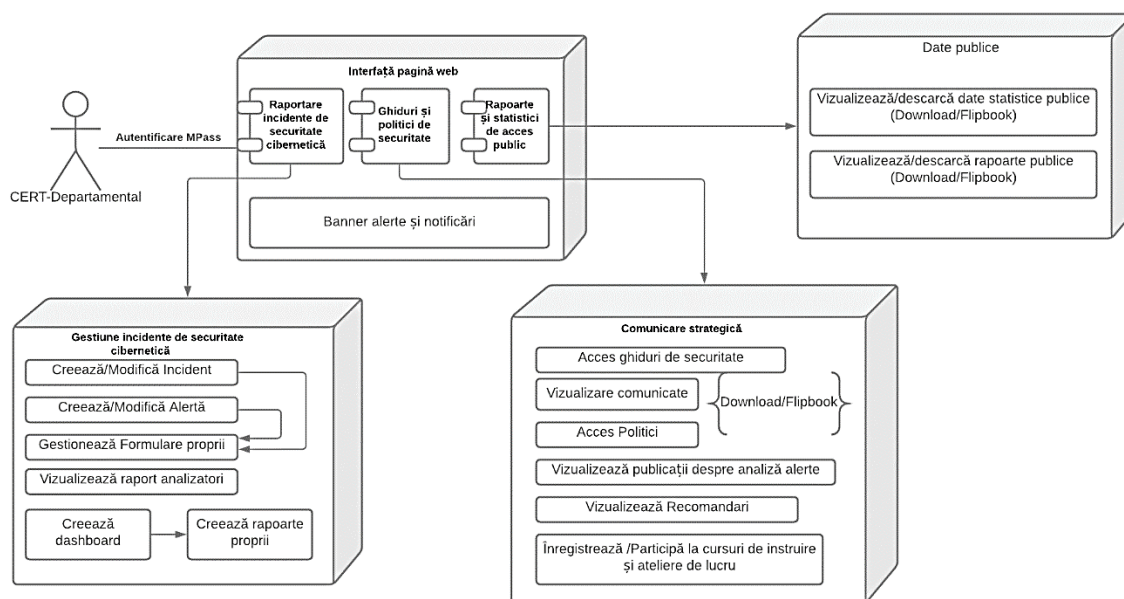 Interfață pagină web
Raportare
incidente de
securitate
cibernetică
Ghiduri și
politici de
securitate
Rapoarte
și statistici
de acces
public
Banner alerte și notificări
Autentificare MPass
CERT-Departamental
Date publice
Vizualizează/descarcă date statistice publice
(Download/Flipbook)
Vizualizează/descarcă rapoarte publice
(Download/Flipbook)
Gestiune incidente de securitate
cibernetică
Creează/Modifică Incident
Creează/Modifică Alertă
Gestionează Formulare proprii
Vizualizează raport analizatori
Creează
dashboard
Creează rapoarte
proprii
Comunicare strategică
Acces ghiduri de securitate
Vizualizare comunicate
Download/Flipbook
Acces Politici
Vizualizează publicații despre analiză alerte
Vizualizează Recomandari
Înregistrează /Participă la cursuri de instruire
și ateliere de lucru